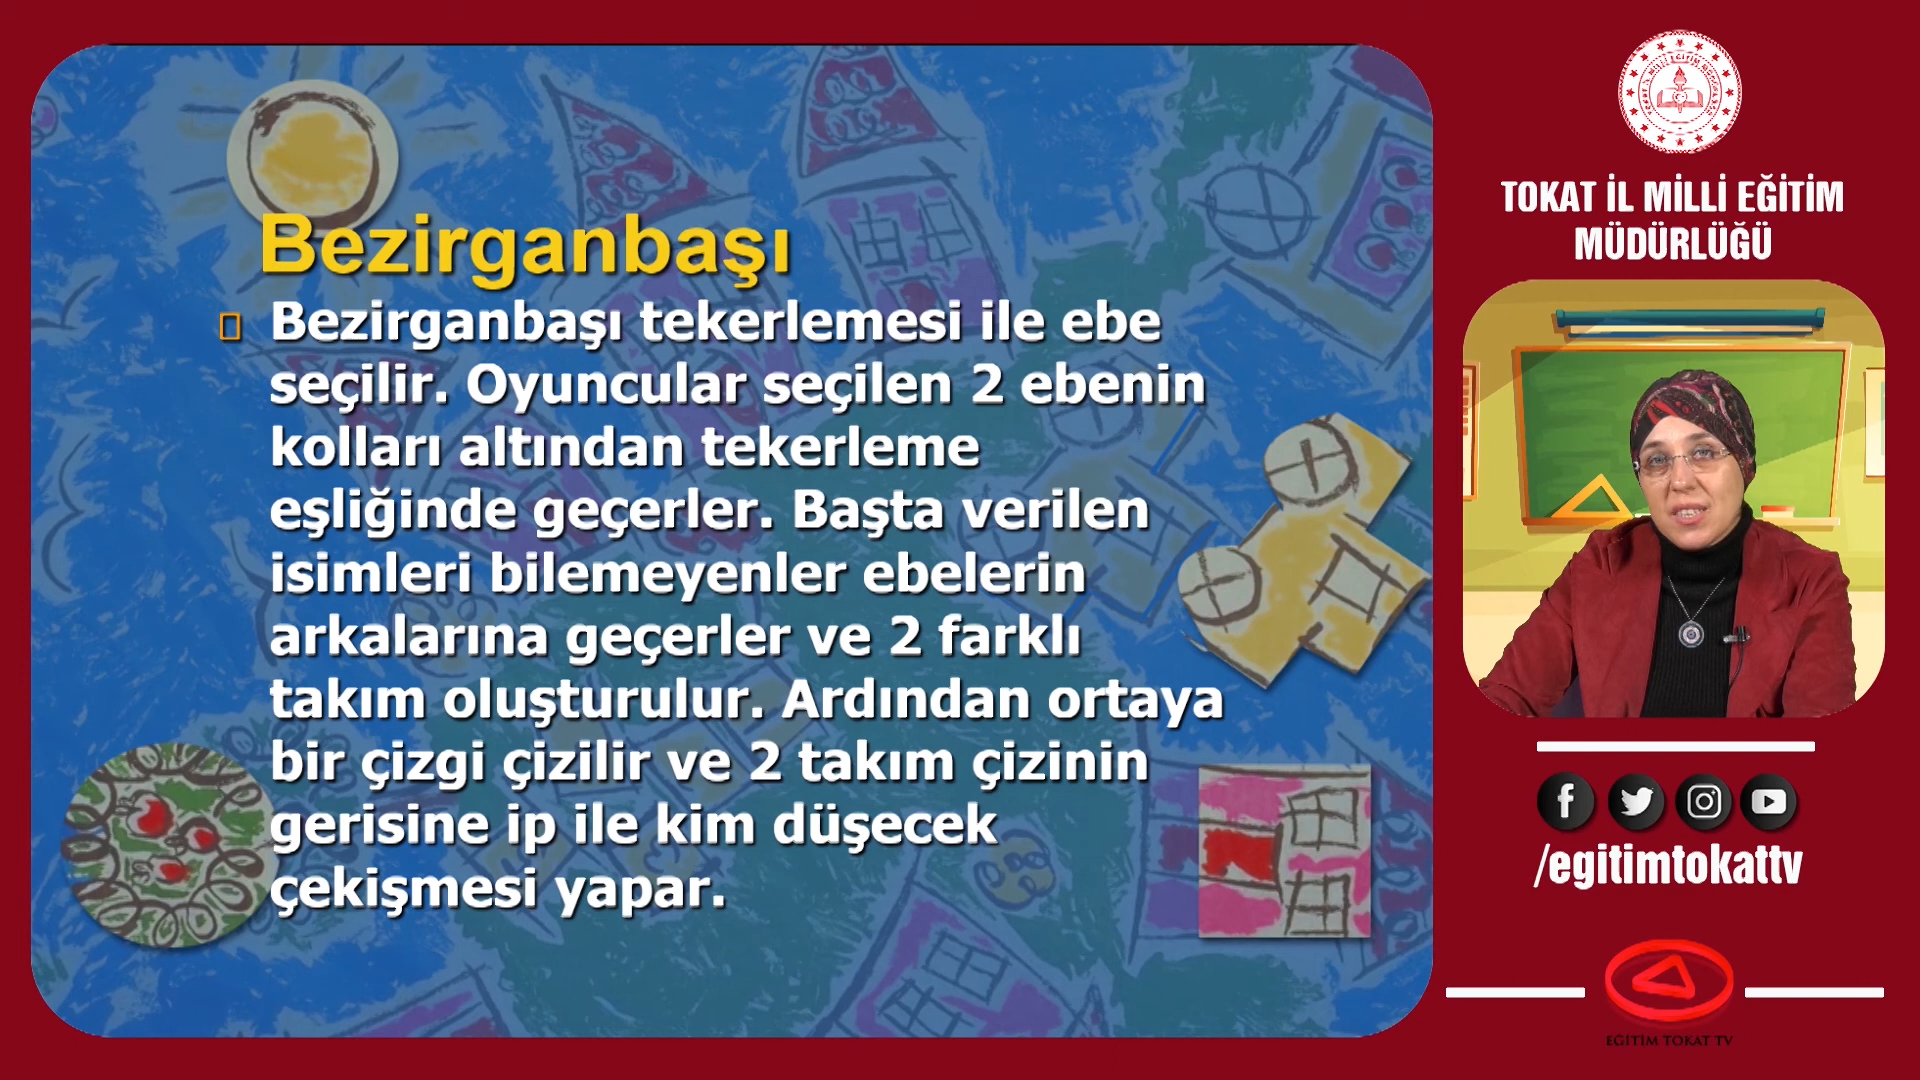 Bezirganbaşı
Bezirganbaşı tekerlemesi ile ebe
seçilir. Oyuncular seçilen 2 ebenin
kolları altından tekerleme
eşliğinde geçerler. Başta verilen
isimleri bilemeyenler ebelerin
arkalarına geçerler ve 2 farklı
takım oluşturulur. Ardından ortaya
bir çizgi çizilir ve 2 takım çizinin
gerisine ip ile kim düşecek
çekişmesi yapar.
TOKAT İL MİLLİ EĞİTİM
MÜDÜRLÜĞÜ
/egitimtokattv
EĞİTİM TOKAT TV